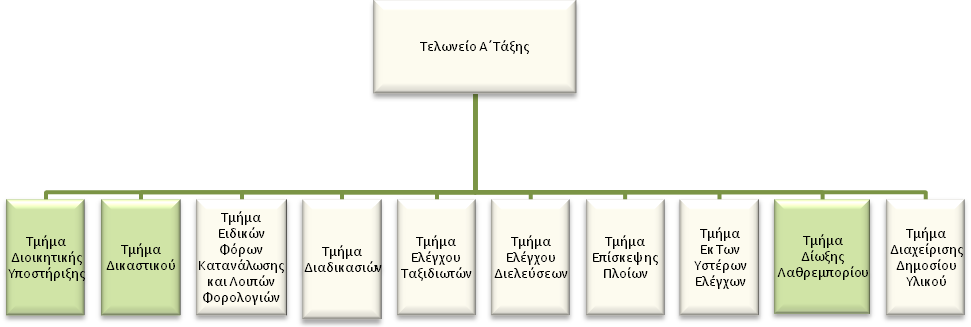 Τελωνείο Α΄Τάξης
Τμήμα
Διοικητικής
Υποστήριξης
Τμήμα
Δικαστικού
Τμήμα
Ειδικών
Φόρων
Κατανάλωσης
και Λοιπών
Φορολογιών
Τμήμα
Διαδικασιών
Τμήμα
Ελέγχου
Ταξιδιωτών
Τμήμα
Ελέγχου
Διελεύσεων
Τμήμα
Επίσκεψης
Πλοίων
Τμήμα
Εκ Των
Υστέρων
Ελέγχων
Τμήμα
Δίωξης
Λαθρεμπορίου
Τμήμα
Διαχείρισης
Δημοσίου
Υλικού